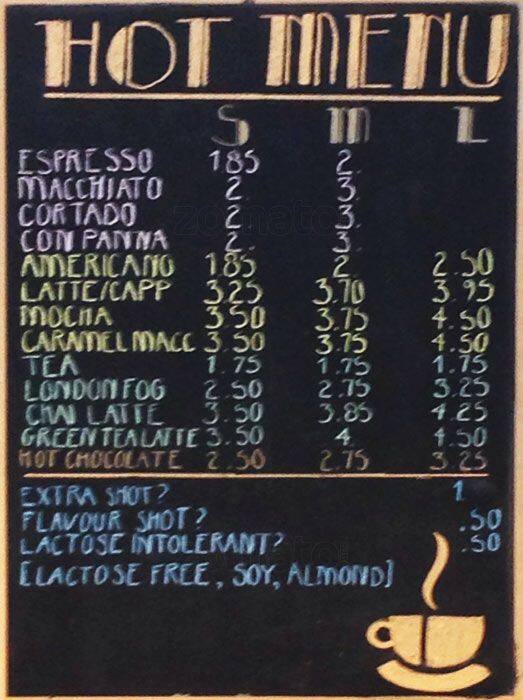 HOT MENU
S M L
ESPRESSO 1.85 2.
MACCHIATO 2. 3.
CORTADO 2. 3.
CON PANNA 2. 3.
AMERICANO 1.85 2. 2.50
LATTE/CAPP 3.25 3.70 3.95
MOCHA 3.50 3.75 4.50
CARAMEL MACC 3.50 3.75 4.50
TEA 1.75 1.75 1.75
LONDON FOG 2.50 2.75 3.25
CHAI LATTE 3.50 3.85 4.25
GREEN TEA LATTE 3.50 4. 4.50
HOT CHOCOLATE 2.50 2.75 3.25
EXTRA SHOT? 1
FLAVOUR SHOT? .50
LACTOSE INTOLERANT? .50
[LACTOSE FREE, SOY, ALMOND]
zomato